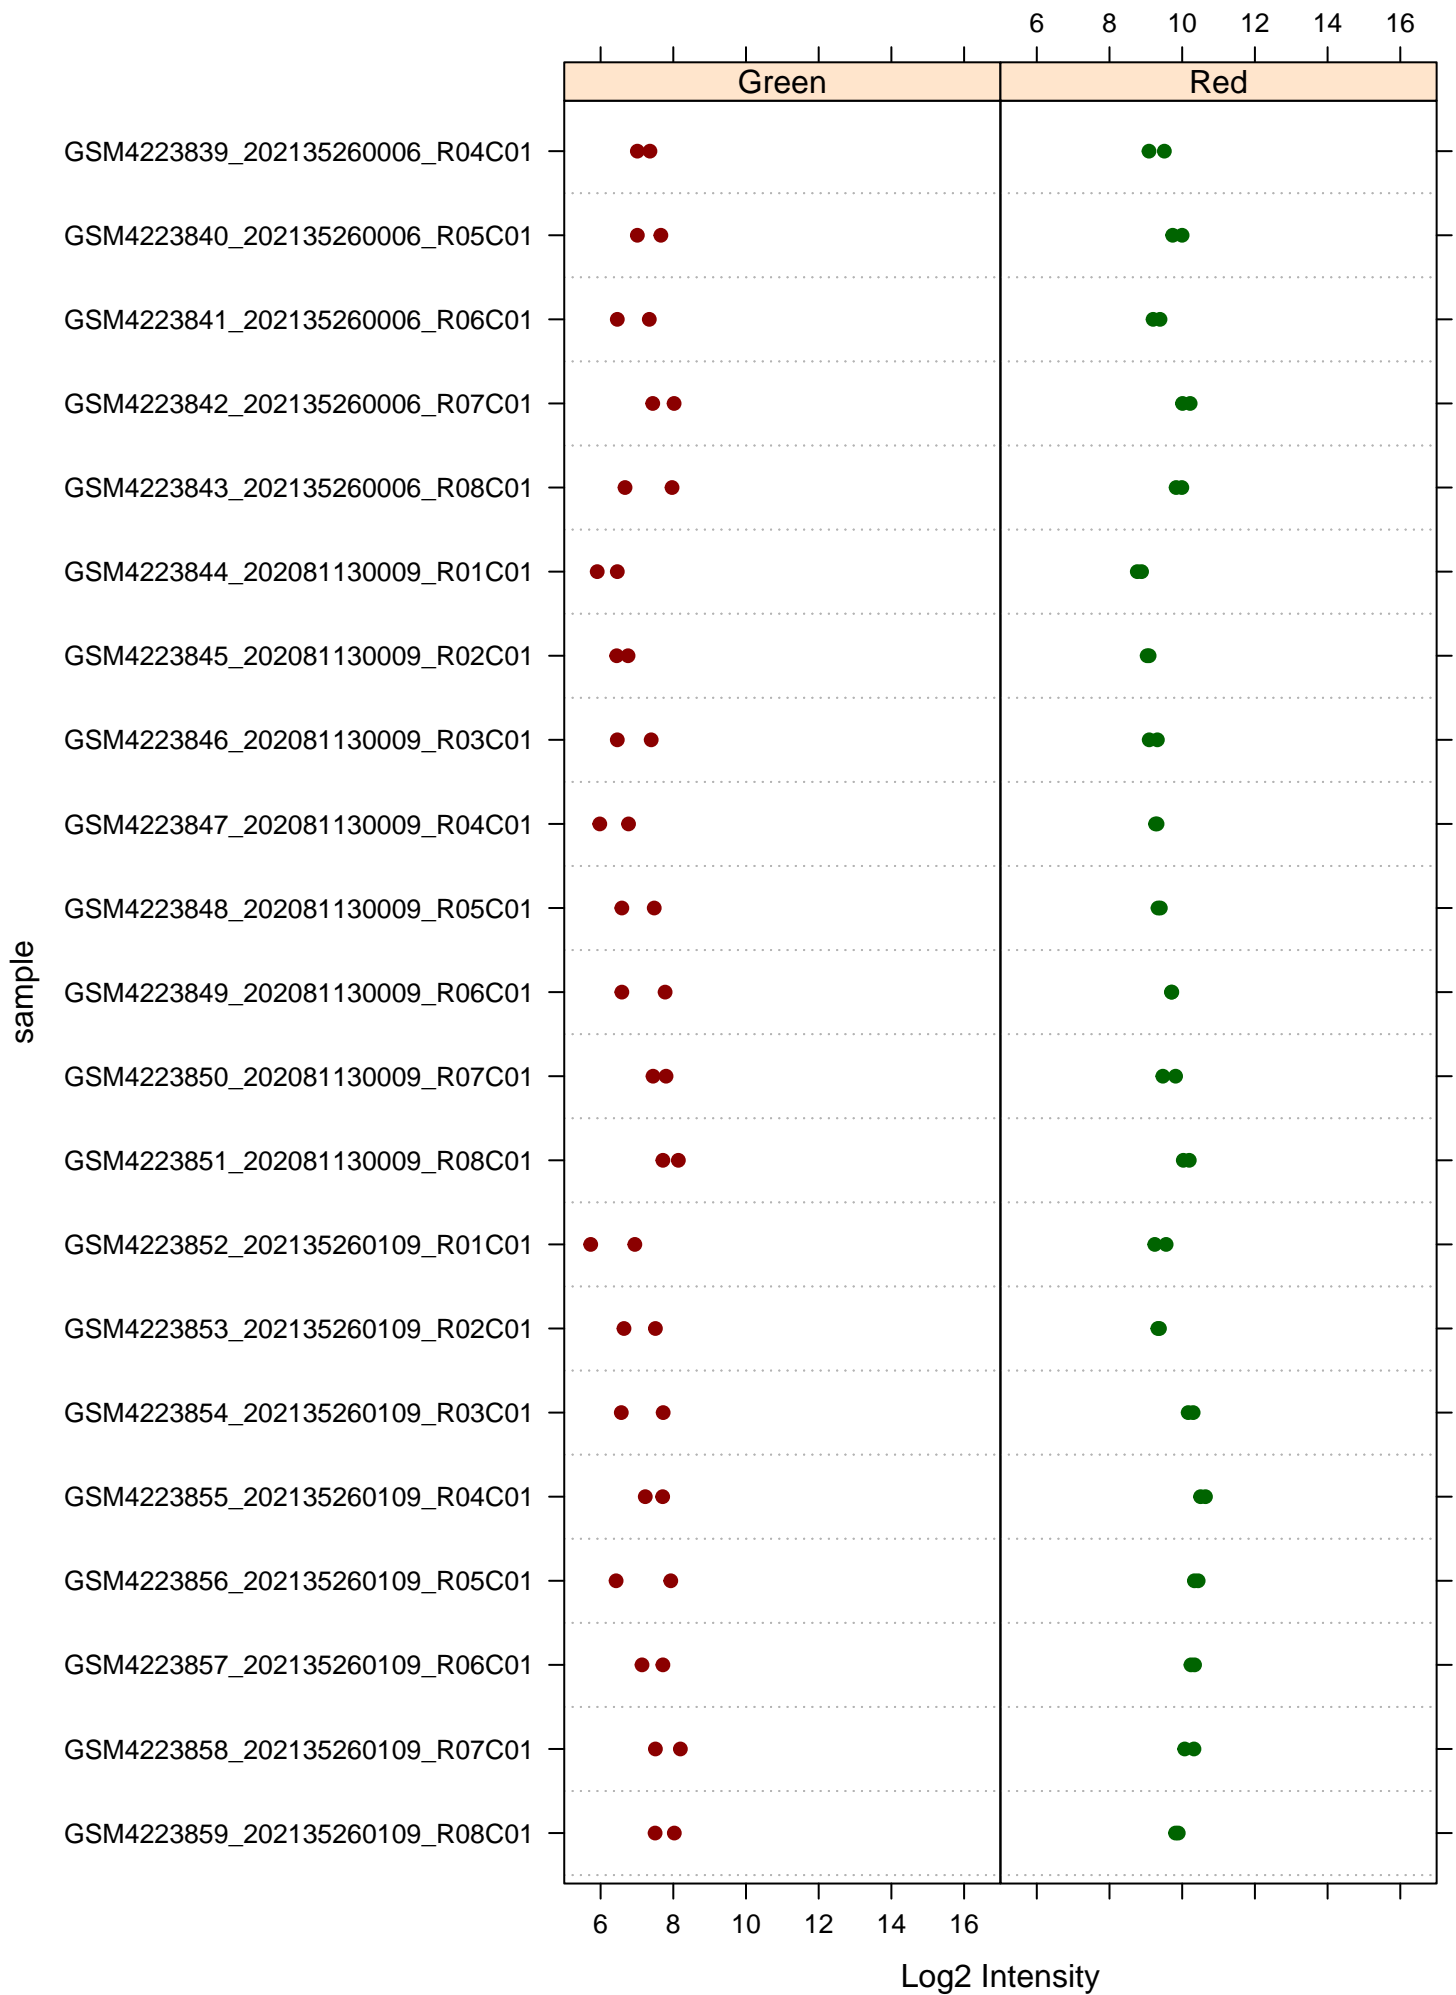 6 8 10 12 14 16
Green Red
GSM4223839_202135260006_R04C01
GSM4223840_202135260006_R05C01
GSM4223841_202135260006_R06C01
GSM4223842_202135260006_R07C01
GSM4223843_202135260006_R08C01
GSM4223844_202081130009_R01C01
GSM4223845_202081130009_R02C01
GSM4223846_202081130009_R03C01
GSM4223847_202081130009_R04C01
GSM4223848_202081130009_R05C01
sample
GSM4223849_202081130009_R06C01
GSM4223850_202081130009_R07C01
GSM4223851_202081130009_R08C01
GSM4223852_202135260109_R01C01
GSM4223853_202135260109_R02C01
GSM4223854_202135260109_R03C01
GSM4223855_202135260109_R04C01
GSM4223856_202135260109_R05C01
GSM4223857_202135260109_R06C01
GSM4223858_202135260109_R07C01
GSM4223859_202135260109_R08C01
6 8 10 12 14 16
Log2 Intensity